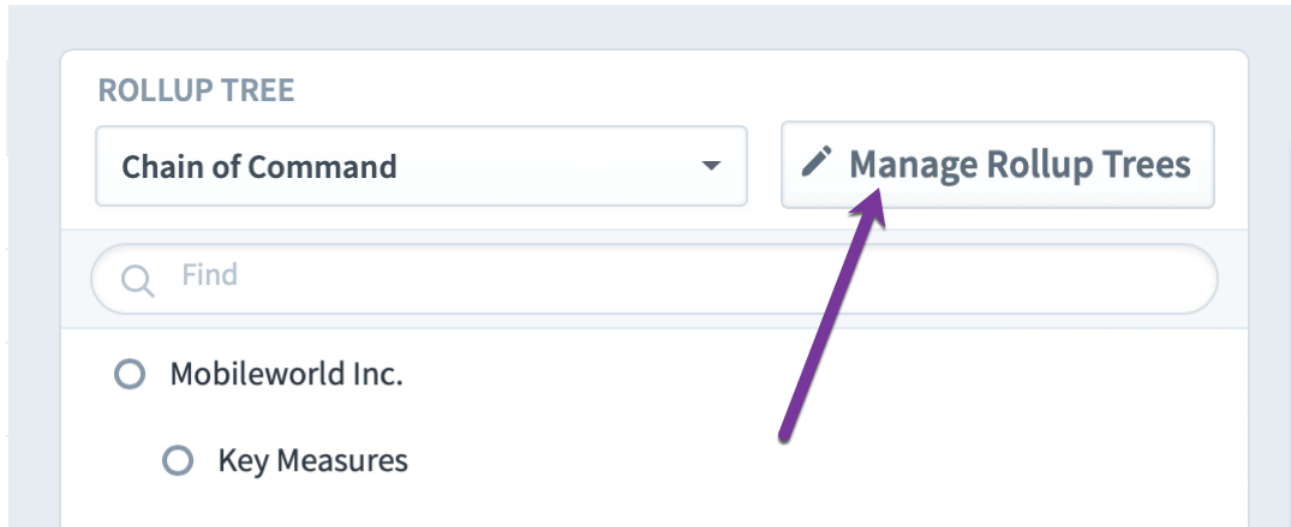 ROLLUP TREE
Chain of Command
Manage Rollup Trees
Find
Mobileworld Inc.
Key Measures